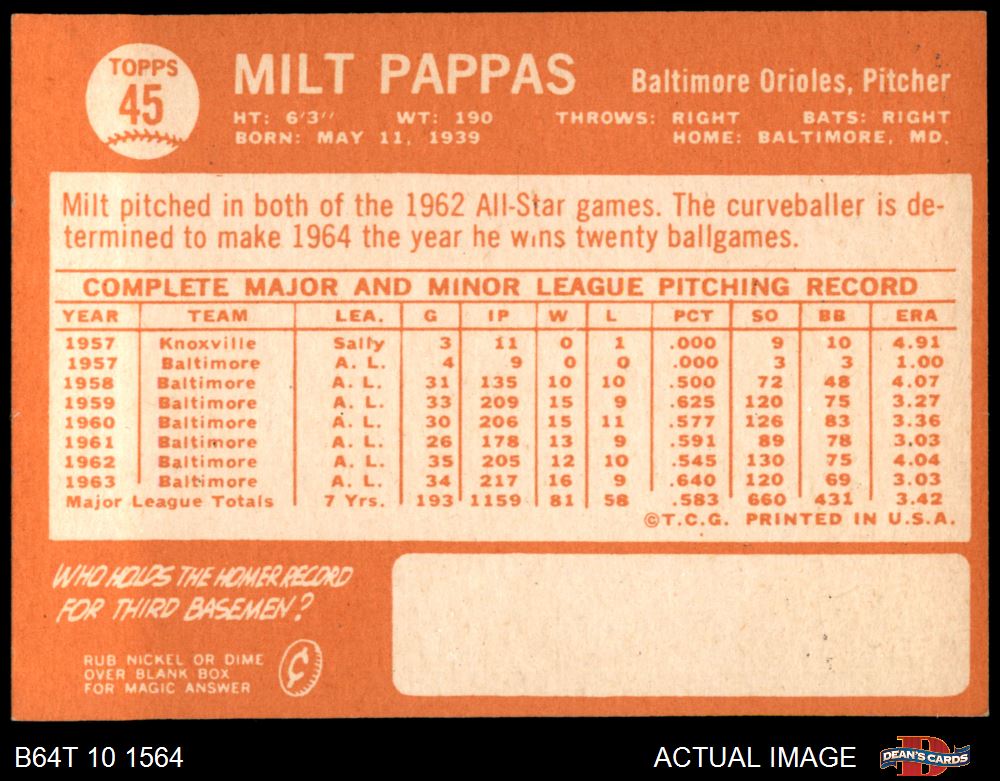 TOPPS
45
MILT PAPPAS
Baltimore Orioles, Pitcher
HT: 6'3" WT: 190 THROWS: RIGHT BATS: RIGHT
BORN: MAY 11, 1939 HOME: BALTIMORE, MD.
Milt pitched in both of the 1962 All-Star games. The curveballer is de-
termined to make 1964 the year he wins twenty ballgames.
COMPLETE MAJOR AND MINOR LEAGUE PITCHING RECORD
YEAR TEAM LEA. G IP W L PCT SO BB ERA
1957 Knoxville Sally 3 11 0 1 .000 9 10 4.91
1957 Baltimore A. L. 4 9 0 0 .000 3 3 1.00
1958 Baltimore A. L. 31 135 10 10 .500 72 48 4.07
1959 Baltimore A. L. 33 209 15 9 .625 120 75 3.27
1960 Baltimore A. L. 30 206 15 11 .577 126 83 3.36
1961 Baltimore A. L. 26 178 13 9 .591 89 78 3.03
1962 Baltimore A. L. 35 205 12 10 .545 130 75 4.04
1963 Baltimore A. L. 34 217 16 9 .640 120 69 3.03
Major League Totals 7 Yrs. 193 1159 81 58 .583 660 431 3.42
©T.C.G. PRINTED IN U.S.A.
WHO HOLDS THE HOMER RECORD
FOR THIRD BASEMEN?
RUB NICKEL OR DIME
OVER BLANK BOX
FOR MAGIC ANSWER
¢
B64T 10 1564
ACTUAL IMAGE
DEAN'S CARDS